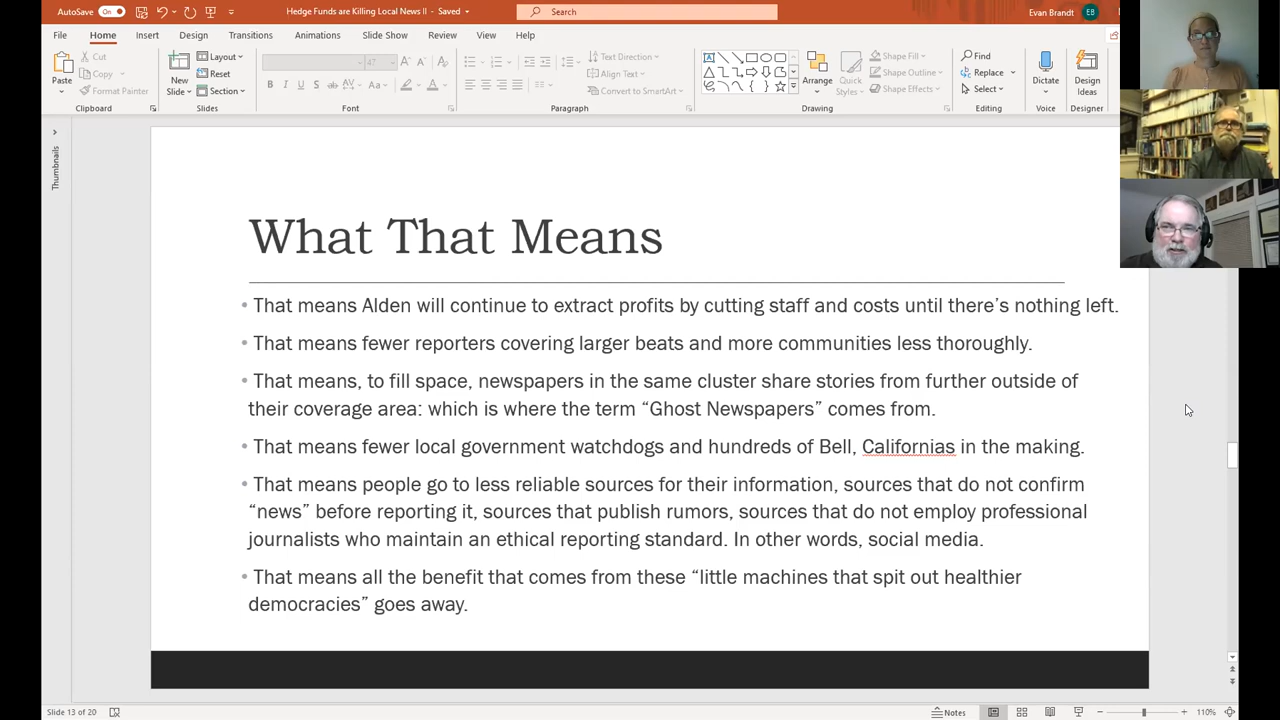 AutoSave On
Hedge Funds are Killing Local News II - Saved
Search
Evan Brandt
EB
File Home Insert Design Transitions Animations Slide Show Review View Help
Paste
Cut
Copy
Format Painter
Clipboard
New
Slide
Layout
Reset
Section
Slides
47
Font
Text Direction
Align Text
Convert to SmartArt
Paragraph
Arrange
Quick
Styles
Shape Fill
Shape Outline
Shape Effects
Drawing
Find
Replace
Select
Editing
Dictate
Voice
Design
Ideas
Designer
Thumbnails
What That Means
• That means Alden will continue to extract profits by cutting staff and costs until there’s nothing left.
• That means fewer reporters covering larger beats and more communities less thoroughly.
• That means, to fill space, newspapers in the same cluster share stories from further outside of
their coverage area: which is where the term “Ghost Newspapers” comes from.
• That means fewer local government watchdogs and hundreds of Bell, Californias in the making.
• That means people go to less reliable sources for their information, sources that do not confirm
“news” before reporting it, sources that publish rumors, sources that do not employ professional
journalists who maintain an ethical reporting standard. In other words, social media.
• That means all the benefit that comes from these “little machines that spit out healthier
democracies” goes away.
Slide 13 of 20
Notes
110%